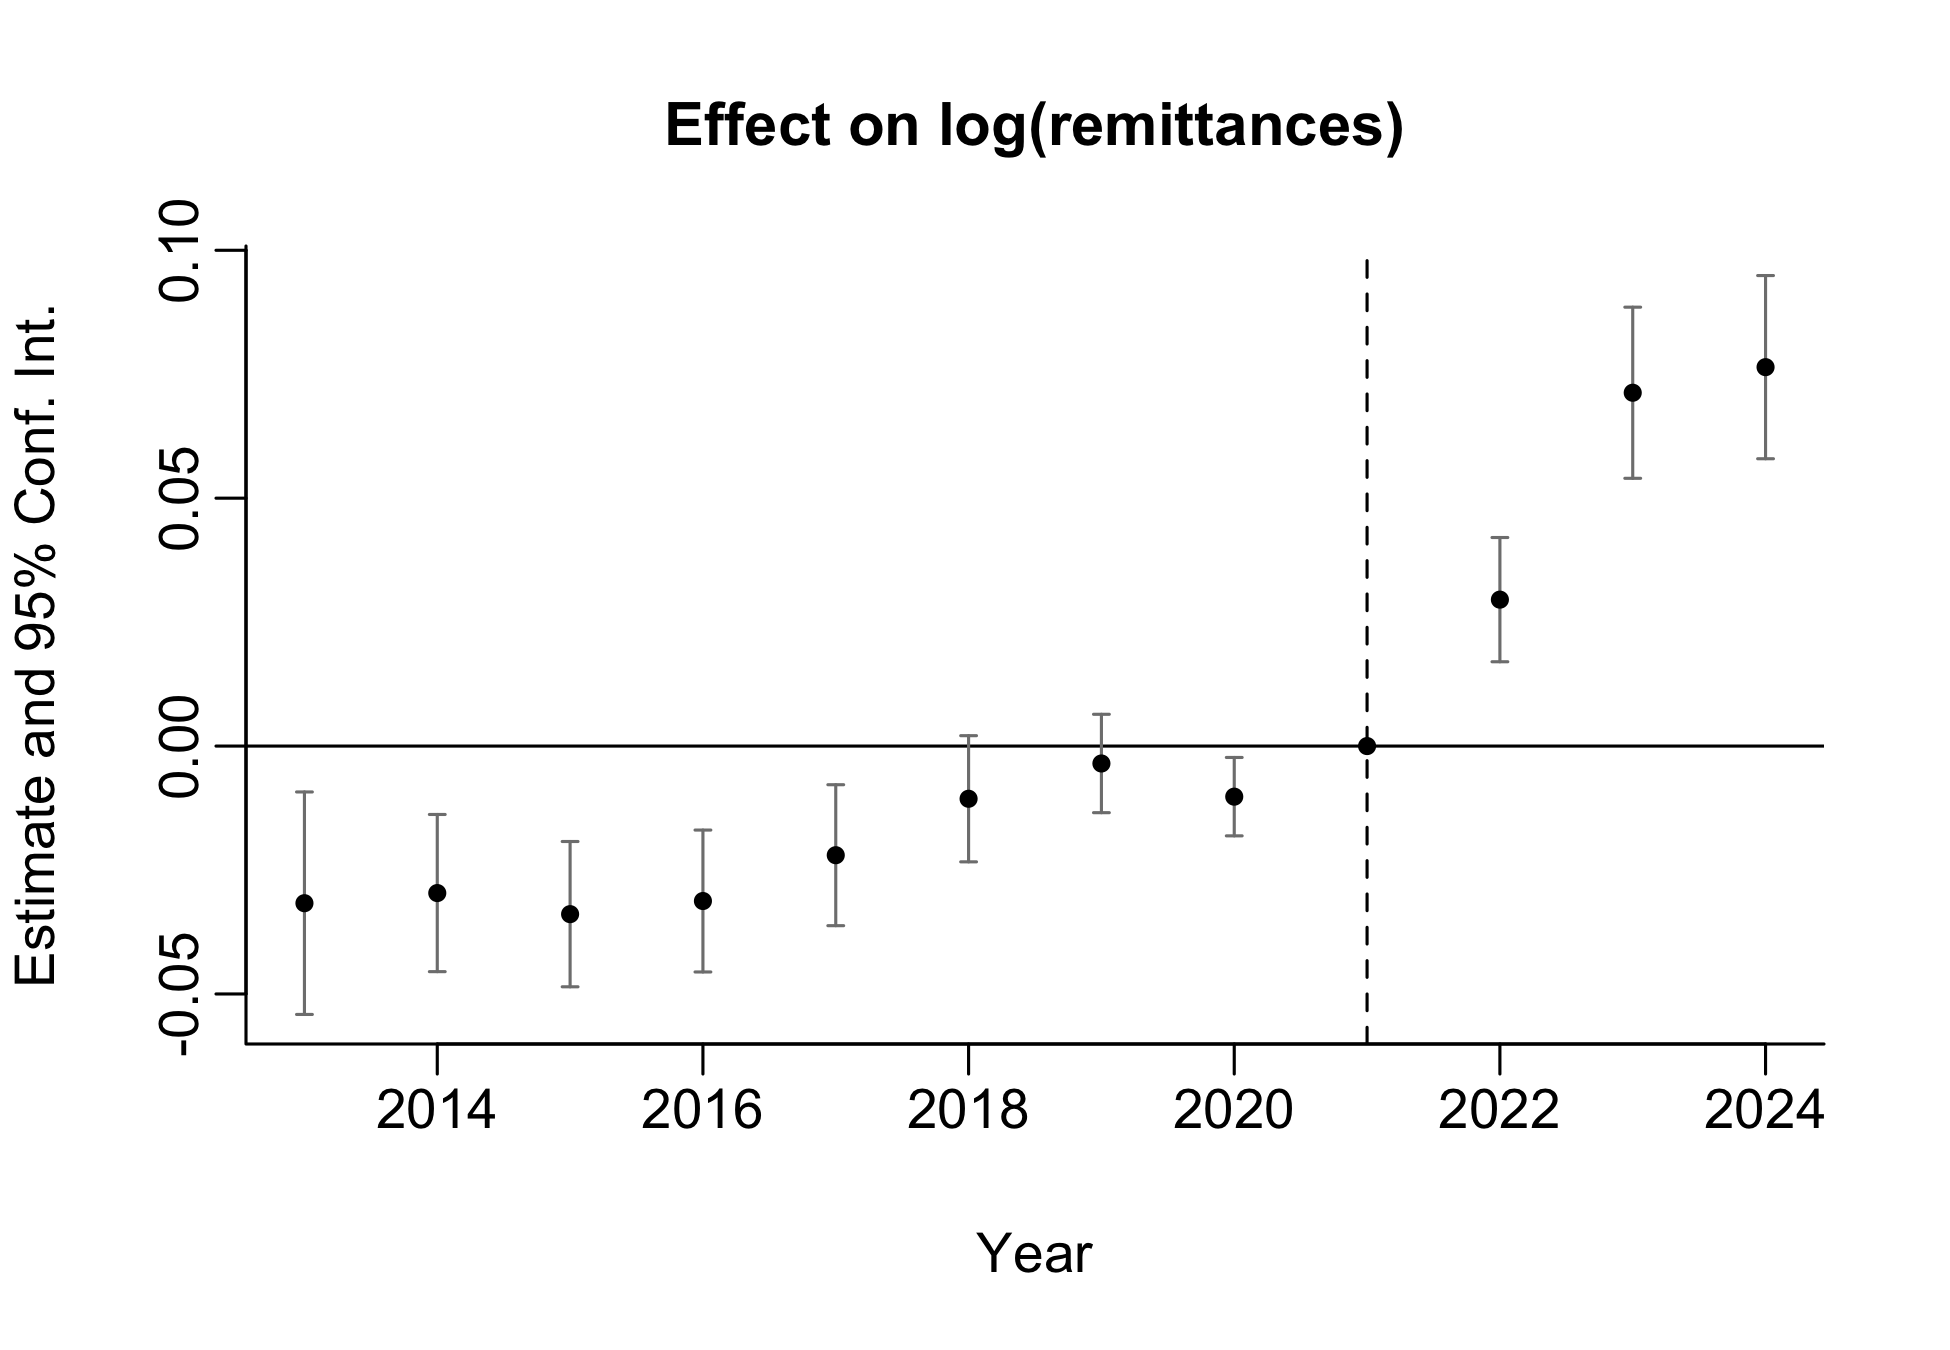 Effect on log(remittances)
Estimate and 95% Conf. Int.
0.10
0.05
0.00
-0.05
2014 2016 2018 2020 2022 2024
Year